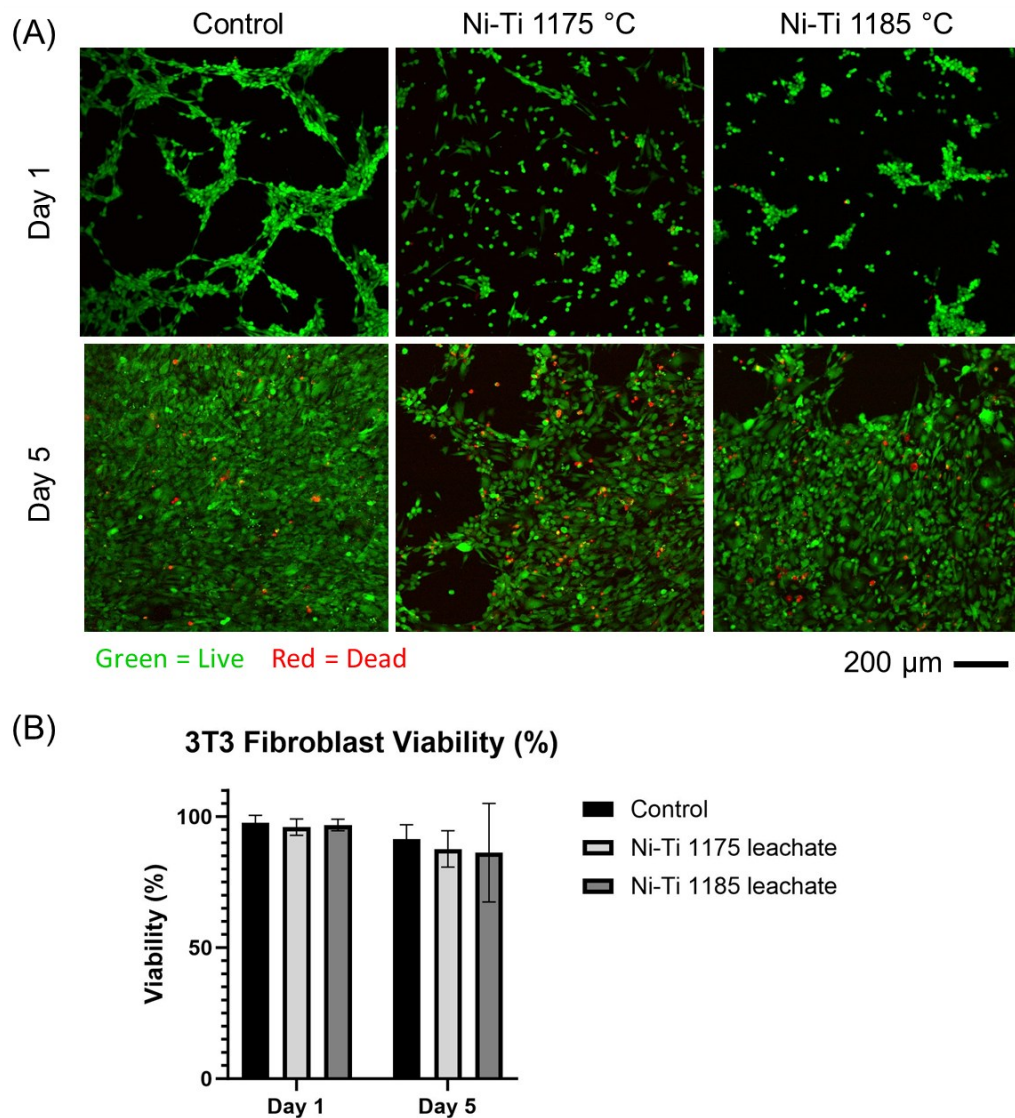 (A)
Control
Ni-Ti 1175 °C
Ni-Ti 1185 °C
Day 1
Day 5
Green = Live Red = Dead
200 µm
(B)
3T3 Fibroblast Viability (%)
Viability (%)
100
50
0
Day 1
Day 5
Control
Ni-Ti 1175 leachate
Ni-Ti 1185 leachate